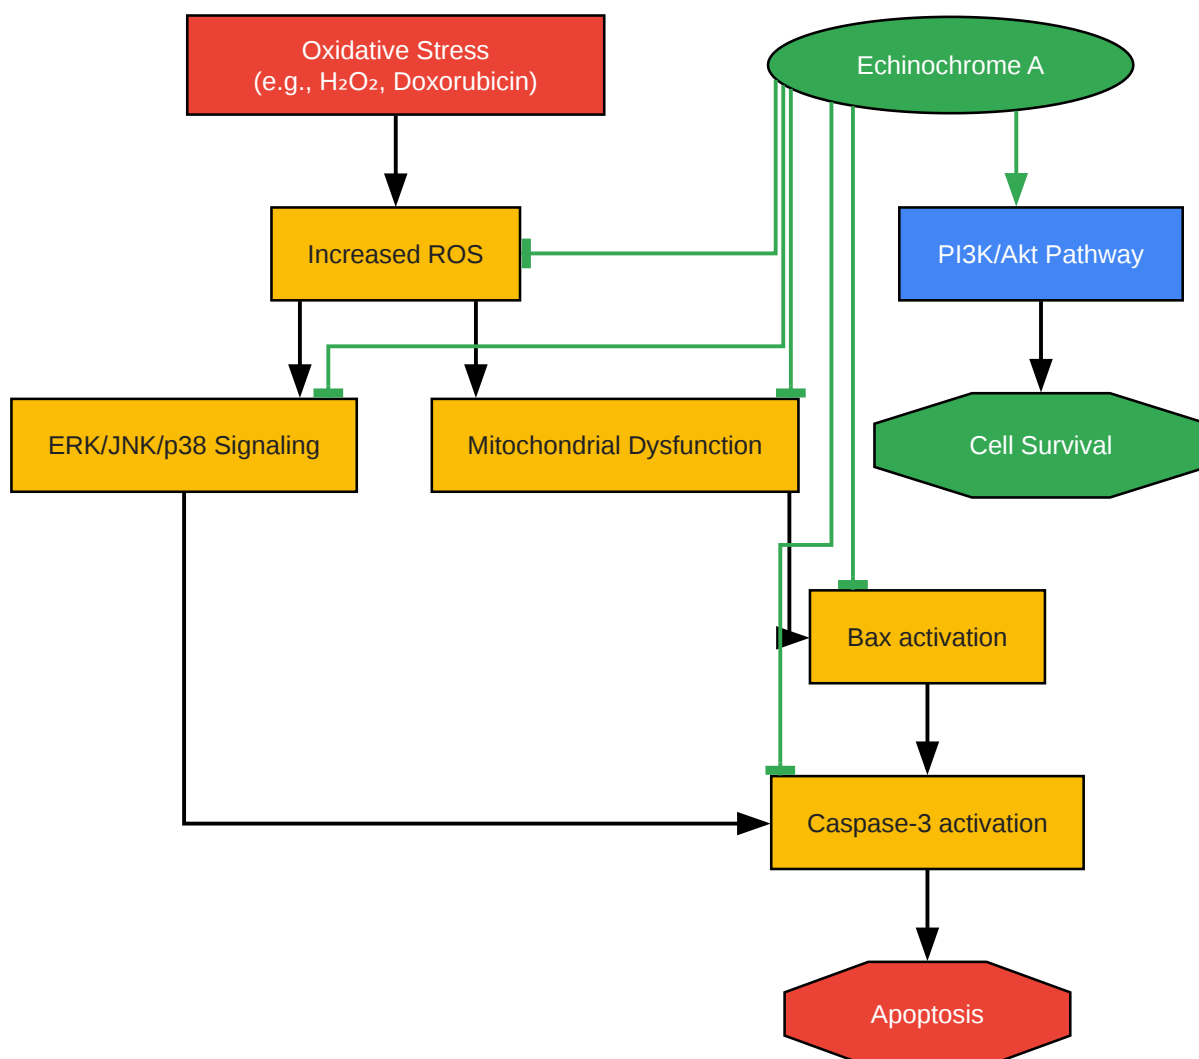 Oxidative Stress
(e.g., H₂O₂, Doxorubicin)
Echinochrome A
Increased ROS
PI3K/Akt Pathway
ERK/JNK/p38 Signaling
Mitochondrial Dysfunction
Cell Survival
Bax activation
Caspase-3 activation
Apoptosis